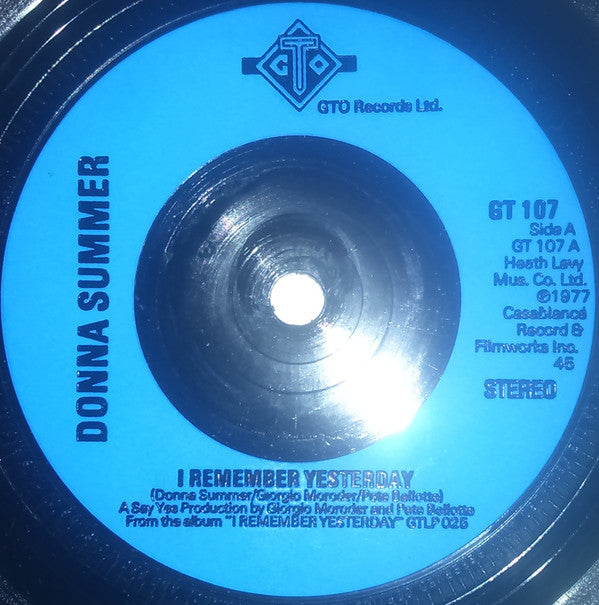 GTO
GTO Records Ltd.
DONNA SUMMER
GT 107
Side A
GT 107 A
Heath Levy
Mus. Co. Ltd.
℗1977
Casablanca
Record &
Filmworks Inc.
45
STEREO
I REMEMBER YESTERDAY
(Donna Summer/Giorgio Moroder/Pete Bellotte)
A Say Yes Production by Giorgio Moroder and Pete Bellotte
From the album "I REMEMBER YESTERDAY" GTLP 025